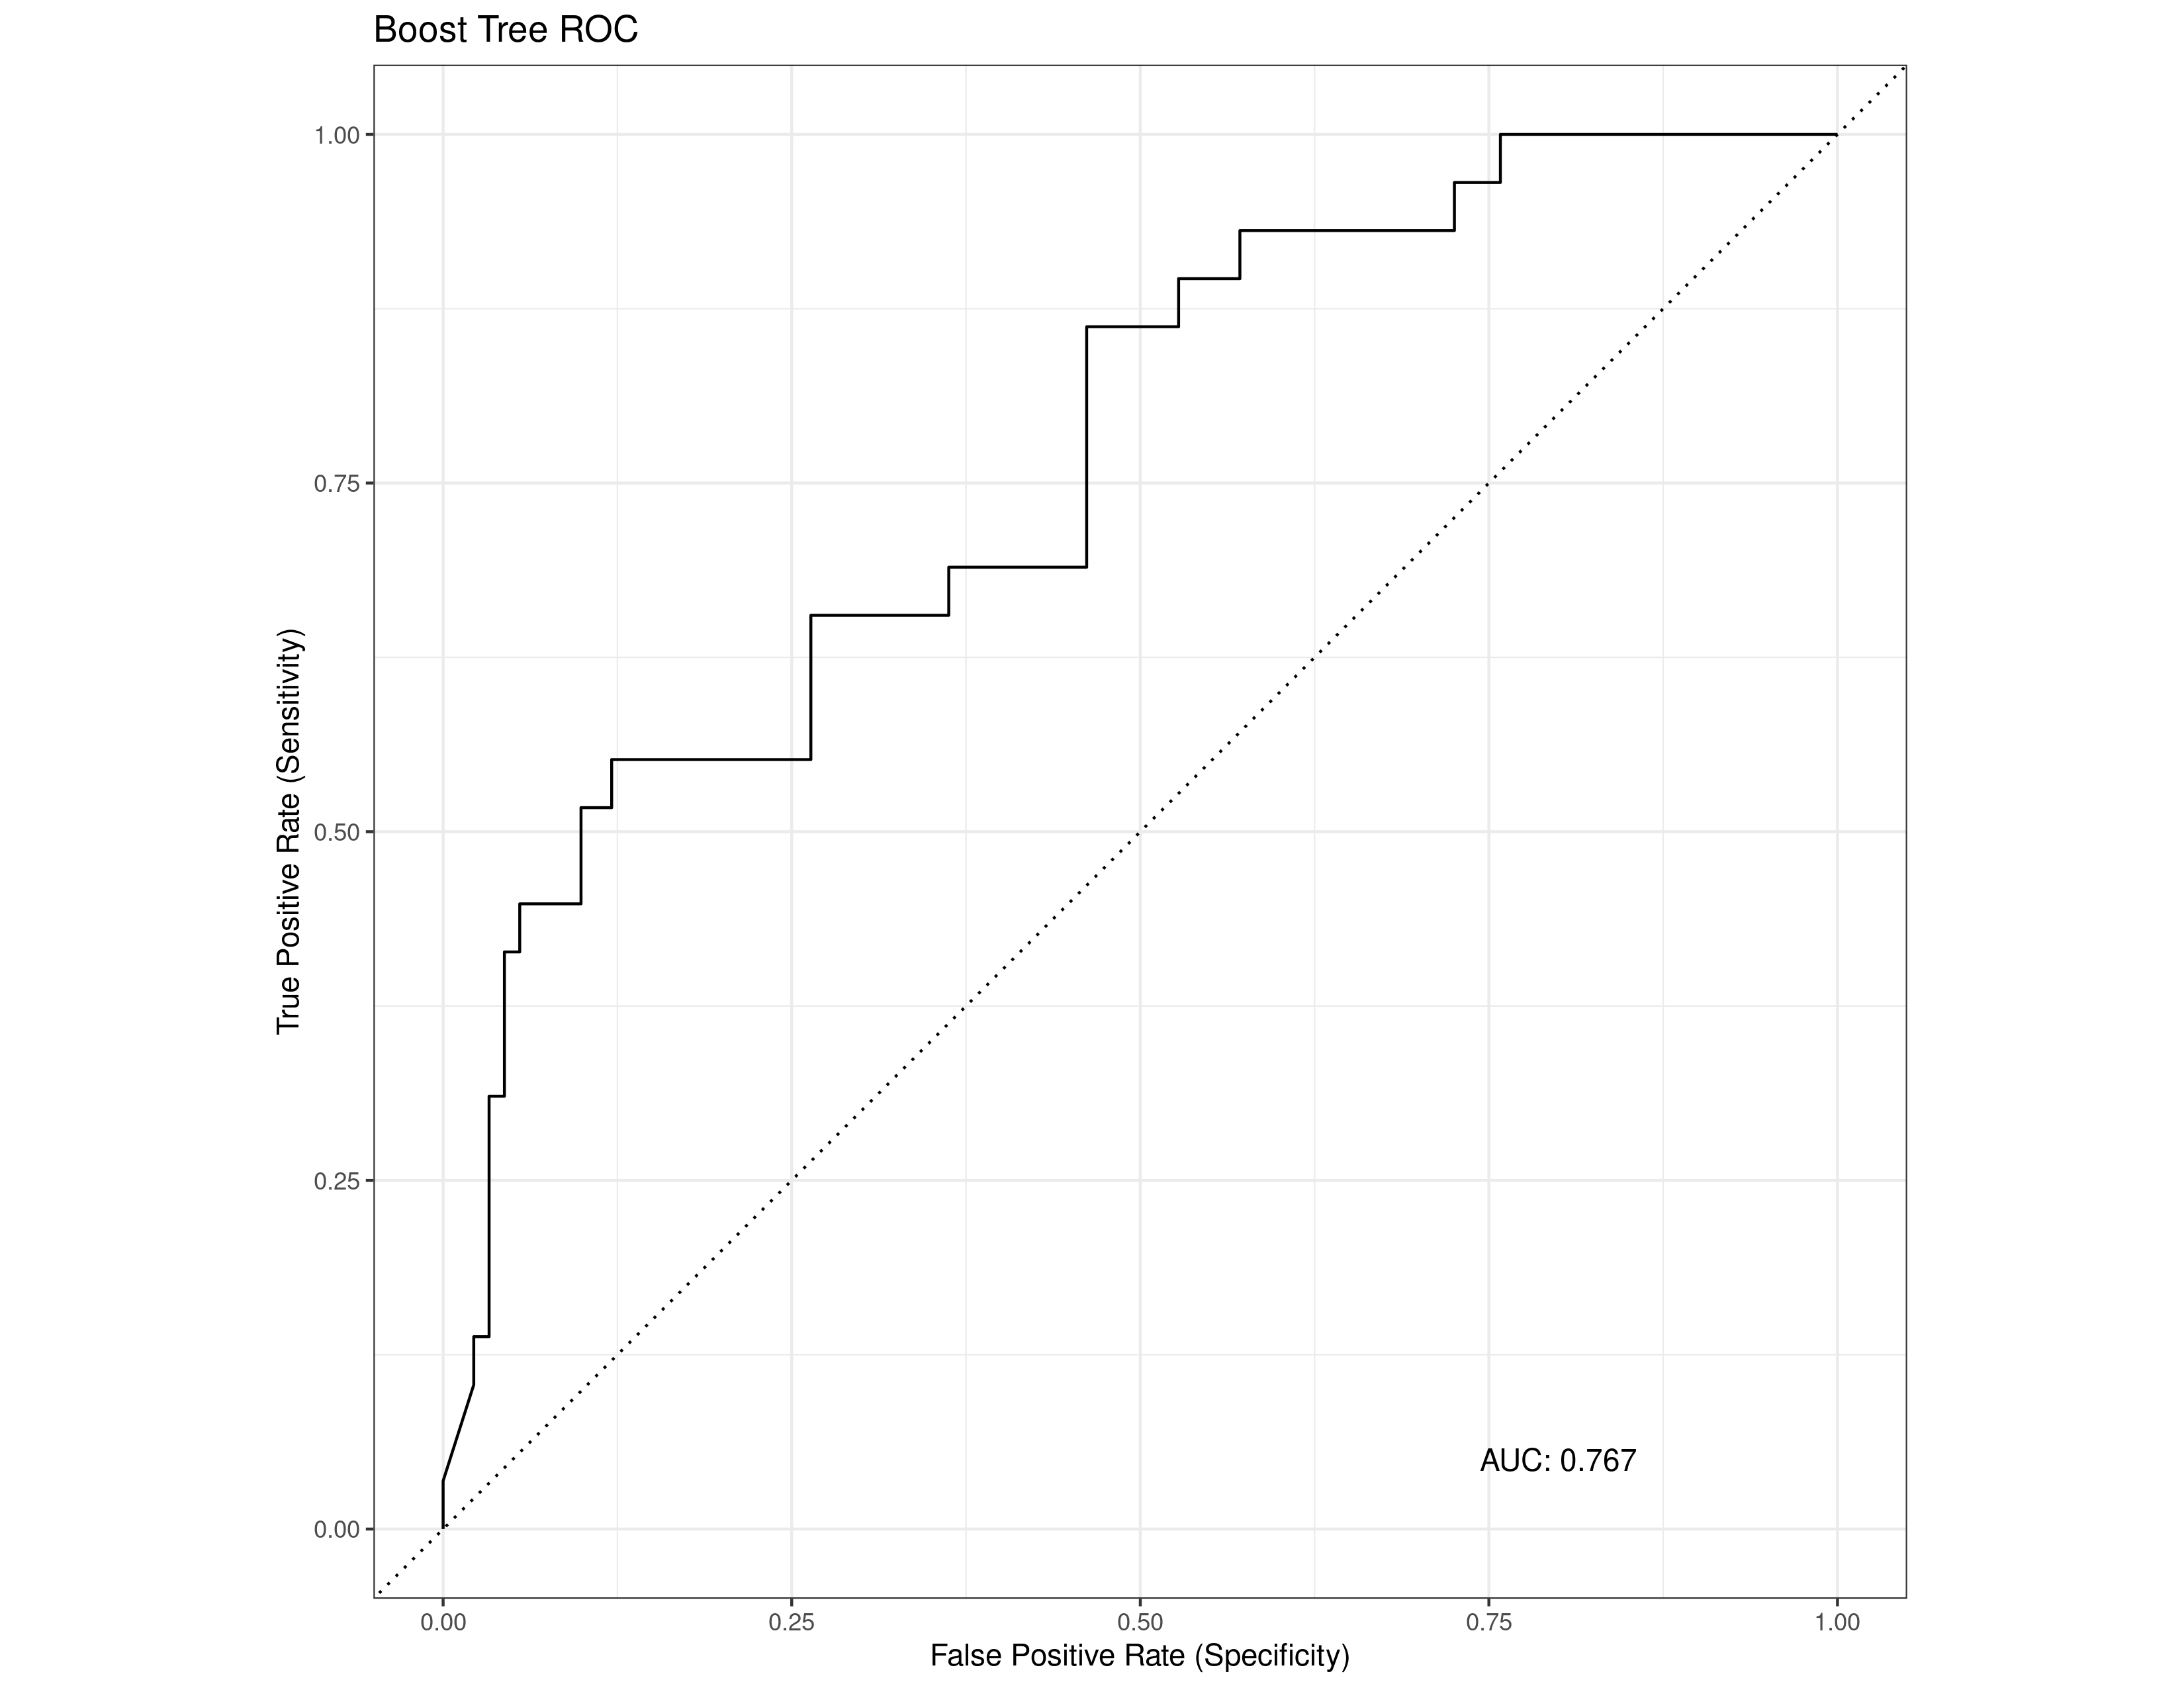 Boost Tree ROC
1.00
0.75
0.50
0.25
0.00
True Positive Rate (Sensitivity)
0.00 0.25 0.50 0.75 1.00
False Positive Rate (Specificity)
AUC: 0.767